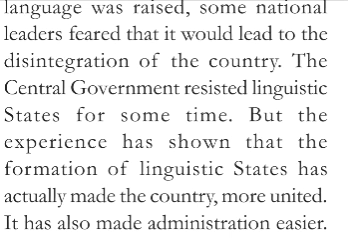 language was raised, some national
leaders feared that it would lead to the
disintegration of the country. The
Central Government resisted linguistic
States for some time. But the
experience has shown that the
formation of linguistic States has
actually made the country, more united.
It has also made administration easier.